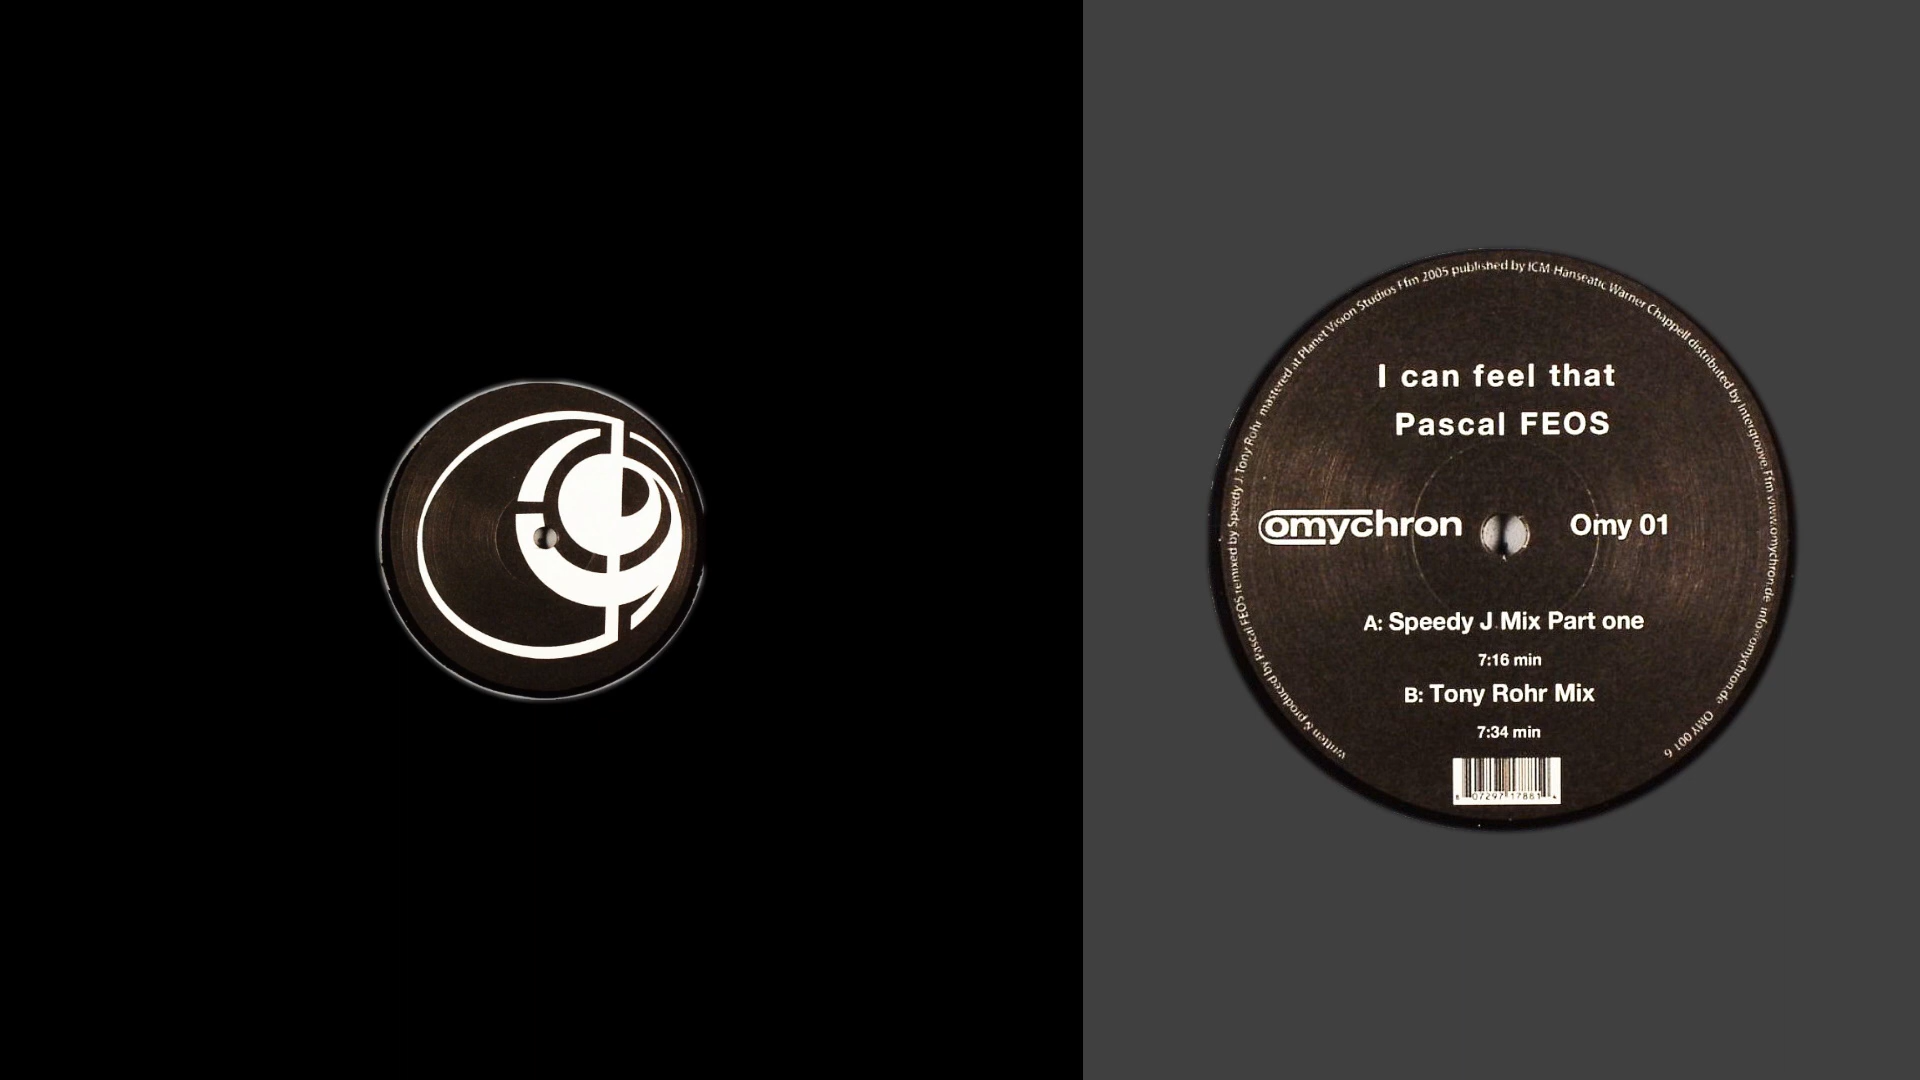 written & produced by Pascal FEOS remixed by Speedy J. Tony Rohr mastered at Planet Vision Studios Ffm 2005 published by ICM-Hanseatic Warner Chappell distributed by Intergroove, Ffm www.omychron.de info@omychron.de OMY 001 6
I can feel that
Pascal FEOS
omychron Omy 01
A: Speedy J Mix Part one
7:16 min
B: Tony Rohr Mix
7:34 min